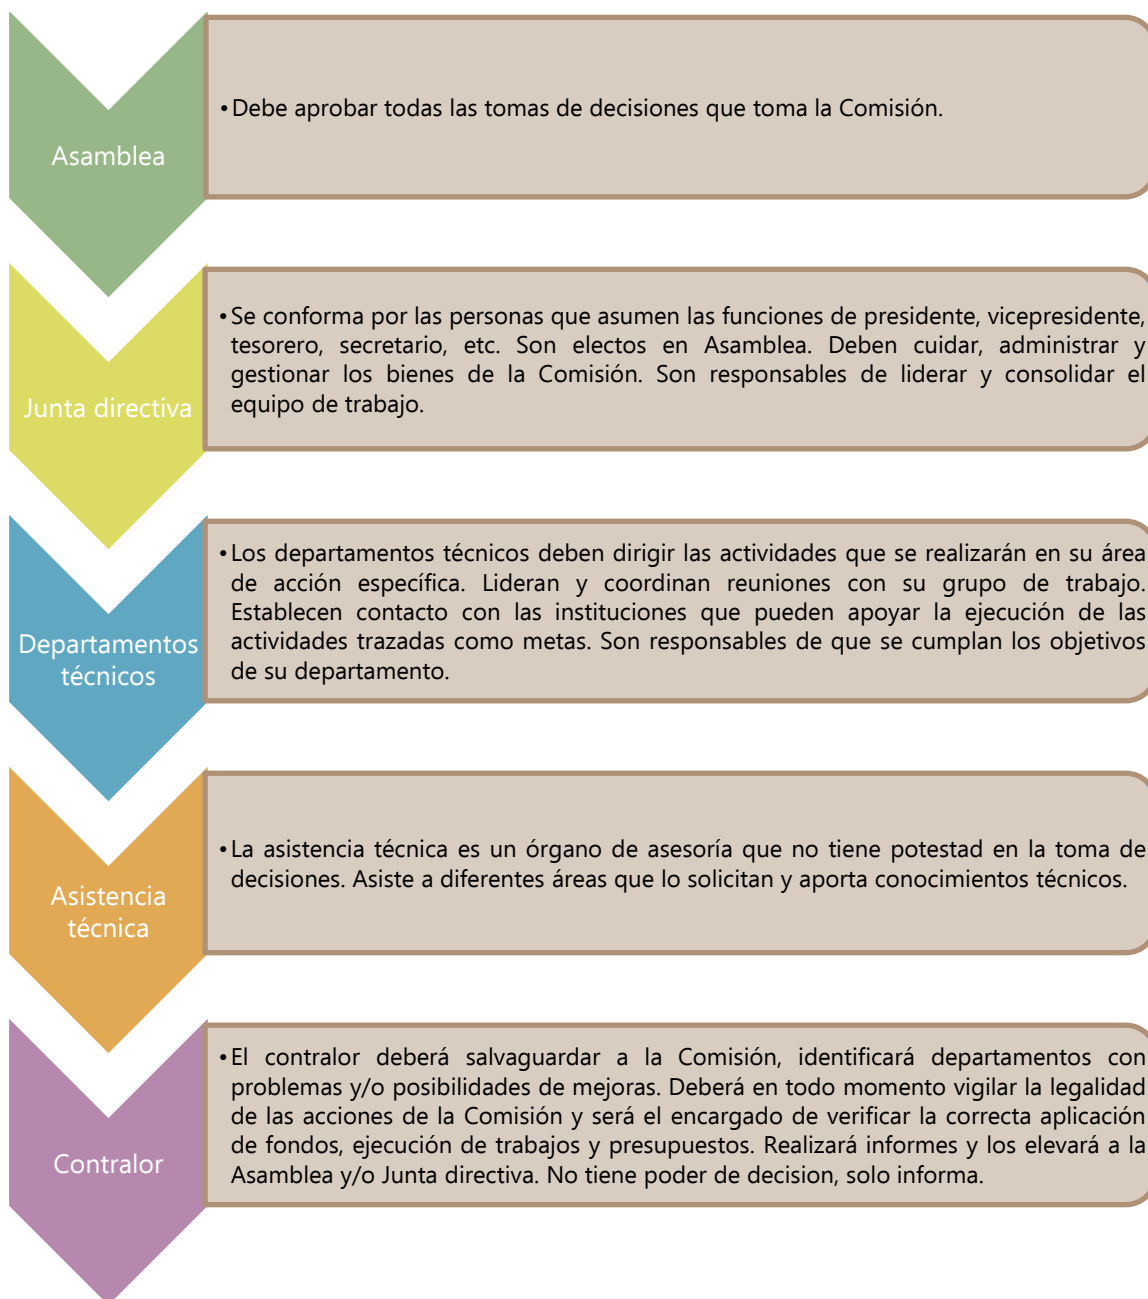 Asamblea
•Debe aprobar todas las tomas de decisiones que toma la Comisión.
Junta directiva
•Se conforma por las personas que asumen las funciones de presidente, vicepresidente,
tesorero, secretario, etc. Son electos en Asamblea. Deben cuidar, administrar y
gestionar los bienes de la Comisión. Son responsables de liderar y consolidar el
equipo de trabajo.
Departamentos
técnicos
•Los departamentos técnicos deben dirigir las actividades que se realizarán en su área
de acción específica. Lideran y coordinan reuniones con su grupo de trabajo.
Establecen contacto con las instituciones que pueden apoyar la ejecución de las
actividades trazadas como metas. Son responsables de que se cumplan los objetivos
de su departamento.
Asistencia
técnica
•La asistencia técnica es un órgano de asesoría que no tiene potestad en la toma de
decisiones. Asiste a diferentes áreas que lo solicitan y aporta conocimientos técnicos.
Contralor
•El contralor deberá salvaguardar a la Comisión, identificará departamentos con
problemas y/o posibilidades de mejoras. Deberá en todo momento vigilar la legalidad
de las acciones de la Comisión y será el encargado de verificar la correcta aplicación
de fondos, ejecución de trabajos y presupuestos. Realizará informes y los elevará a la
Asamblea y/o Junta directiva. No tiene poder de decision, solo informa.